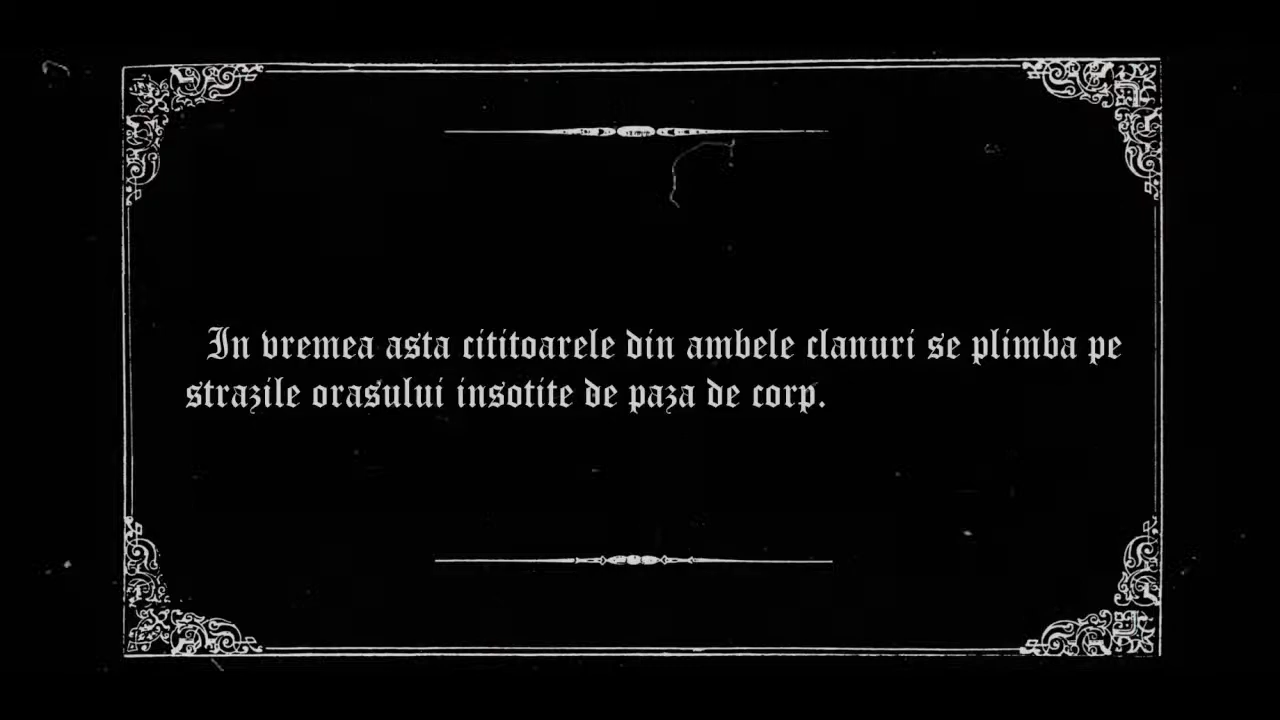 In vremea asta cititoarele din ambele clanuri se plimba pe
strazile orasului insotite de paza de corp.